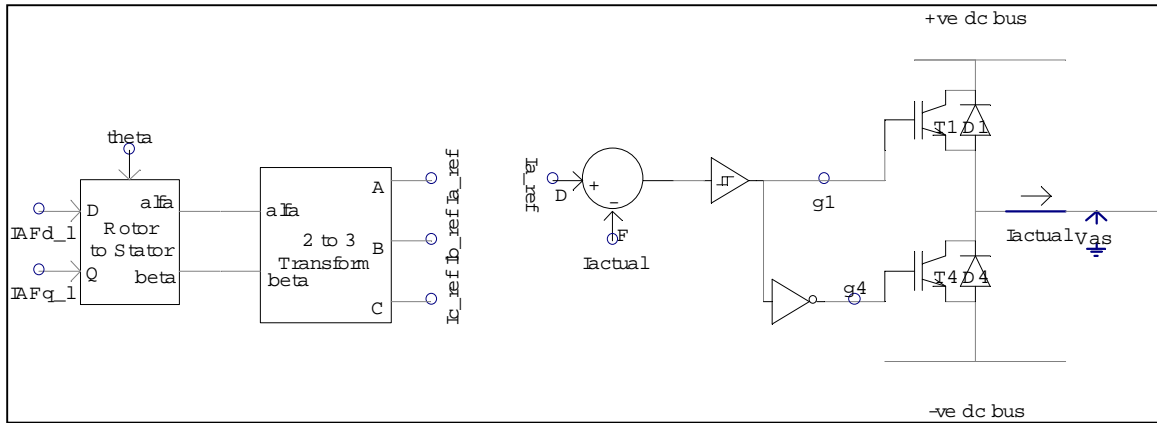 theta
IAFd_1
IAFq_1
D
Q
Rotor
to Stator
alfa
beta
alfa
beta
2 to 3
Transform
A
B
C
Ia_ref
Ib_ref
Ic_ref
Ia_ref
D
+
-
F
Iactual
g1
g4
+ve dc bus
T1 D1
Iactual
Vas
T4 D4
-ve dc bus